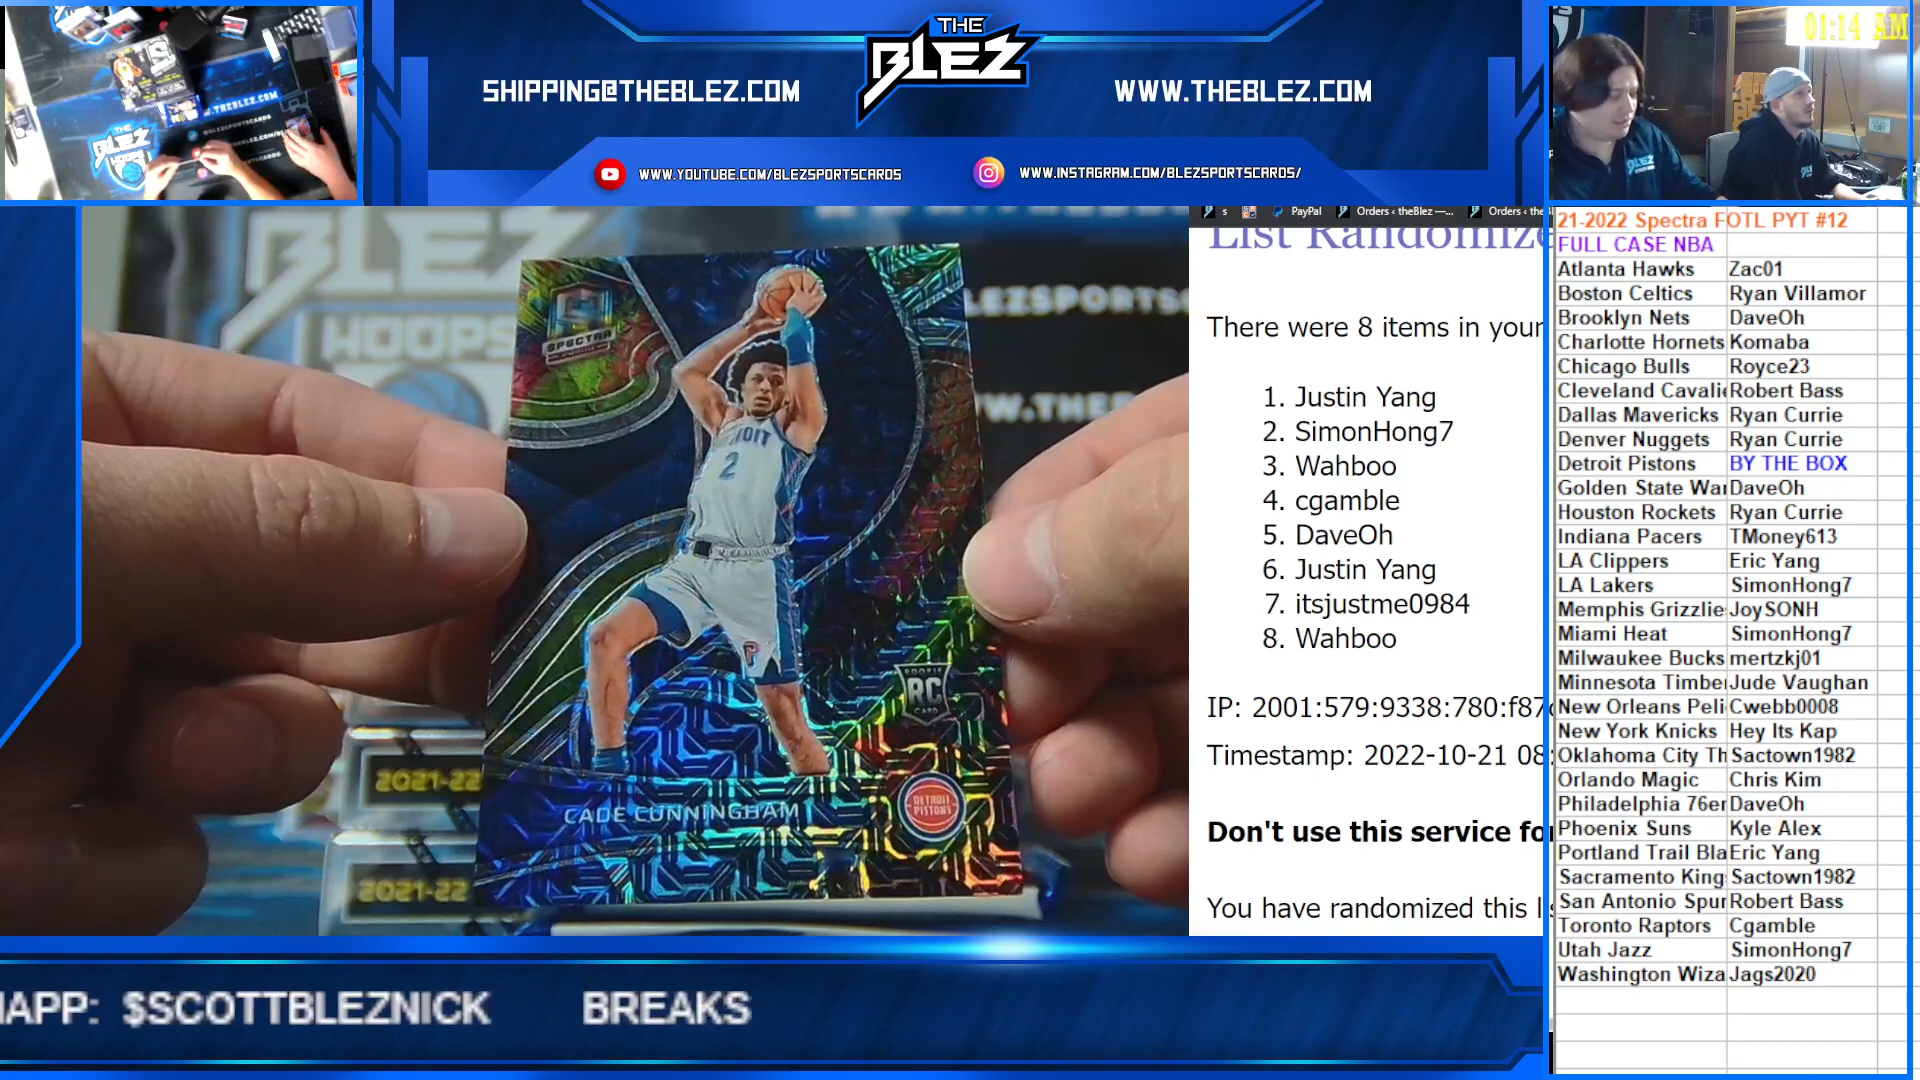 THE
BLEZ
SHIPPING@THEBLEZ.COM
WWW.THEBLEZ.COM
WWW.YOUTUBE.COM/BLEZSPORTSCARDS
WWW.INSTAGRAM.COM/BLEZSPORTSCARDS/
01:14 AM
s PayPal Orders ‹ theBlez —... Orders ‹ theB
List Randomize
There were 8 items in your
1. Justin Yang
2. SimonHong7
3. Wahboo
4. cgamble
5. DaveOh
6. Justin Yang
7. itsjustme0984
8. Wahboo
IP: 2001:579:9338:780:f87
Timestamp: 2022-10-21 08:
Don't use this service fo
You have randomized this l
21-2022 Spectra FOTL PYT #12
FULL CASE NBA
Atlanta Hawks Zac01
Boston Celtics Ryan Villamor
Brooklyn Nets DaveOh
Charlotte Hornets Komaba
Chicago Bulls Royce23
Cleveland Cavalie Robert Bass
Dallas Mavericks Ryan Currie
Denver Nuggets Ryan Currie
Detroit Pistons BY THE BOX
Golden State War DaveOh
Houston Rockets Ryan Currie
Indiana Pacers TMoney613
LA Clippers Eric Yang
LA Lakers SimonHong7
Memphis Grizzlie JoySONH
Miami Heat SimonHong7
Milwaukee Bucks mertzkj01
Minnesota Timbe Jude Vaughan
New Orleans Peli Cwebb0008
New York Knicks Hey Its Kap
Oklahoma City Th Sactown1982
Orlando Magic Chris Kim
Philadelphia 76er DaveOh
Phoenix Suns Kyle Alex
Portland Trail Bla Eric Yang
Sacramento King Sactown1982
San Antonio Spur Robert Bass
Toronto Raptors Cgamble
Utah Jazz SimonHong7
Washington Wiza Jags2020
BLEZ
HOOPS
LEZSPORTS
SPECTRA
2
ROOKIE
RC
CARD
CADE CUNNINGHAM
DETROIT
PISTONS
2021-22
2021-22
APP: $SCOTTBLEZNICK BREAKS